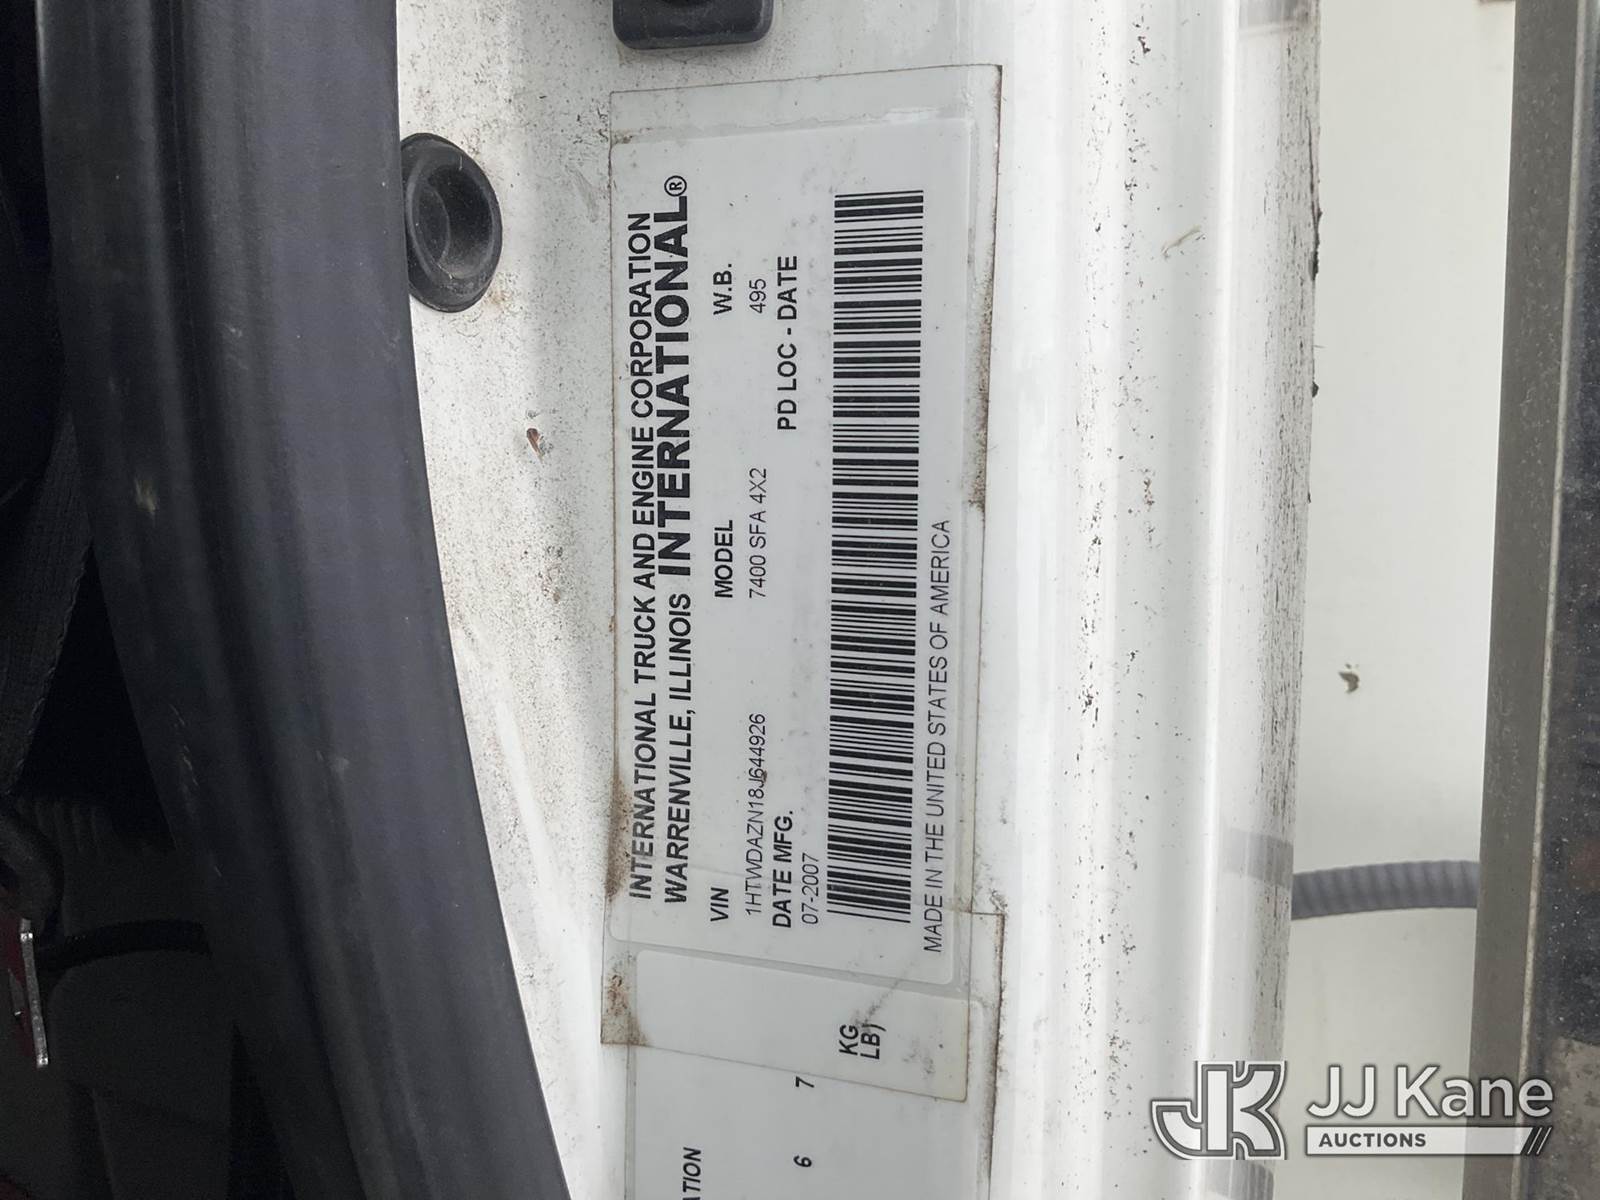 INTERNATIONAL TRUCK AND ENGINE CORPORATION
WARRENVILLE, ILLINOIS INTERNATIONAL®
VIN MODEL W.B.
1HTWDAZN18J644926 7400 SFA 4X2 495
DATE MFG. PD LOC - DATE
07-2007
MADE IN THE UNITED STATES OF AMERICA
KG
LB)
ATION
6 7
JK JJ Kane
AUCTIONS